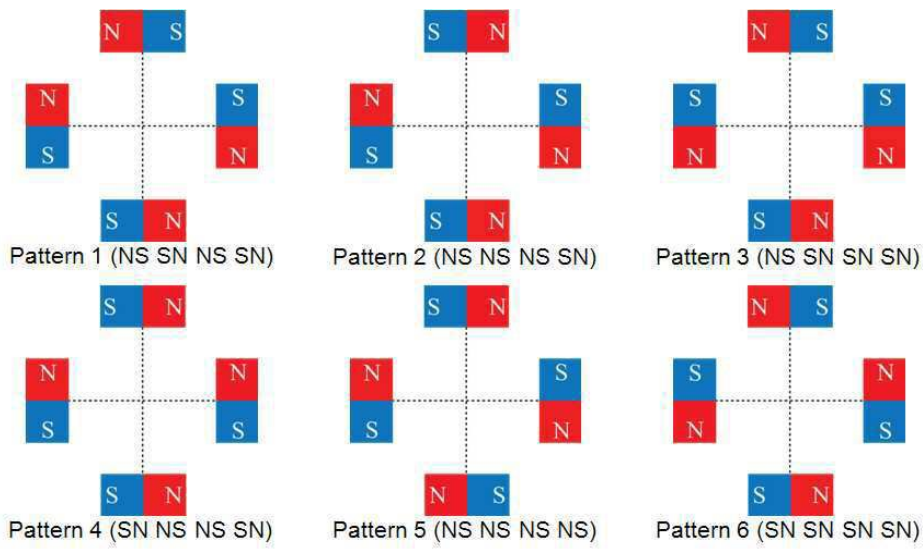 N S S N N S
N S N S S S
S N S N N N
S N S N S N
Pattern 1 (NS SN NS SN) Pattern 2 (NS NS NS SN) Pattern 3 (NS SN SN SN)
S N S N N S
N N N S S N
S S S N N S
S N N S S N
Pattern 4 (SN NS NS SN) Pattern 5 (NS NS NS NS) Pattern 6 (SN SN SN SN)